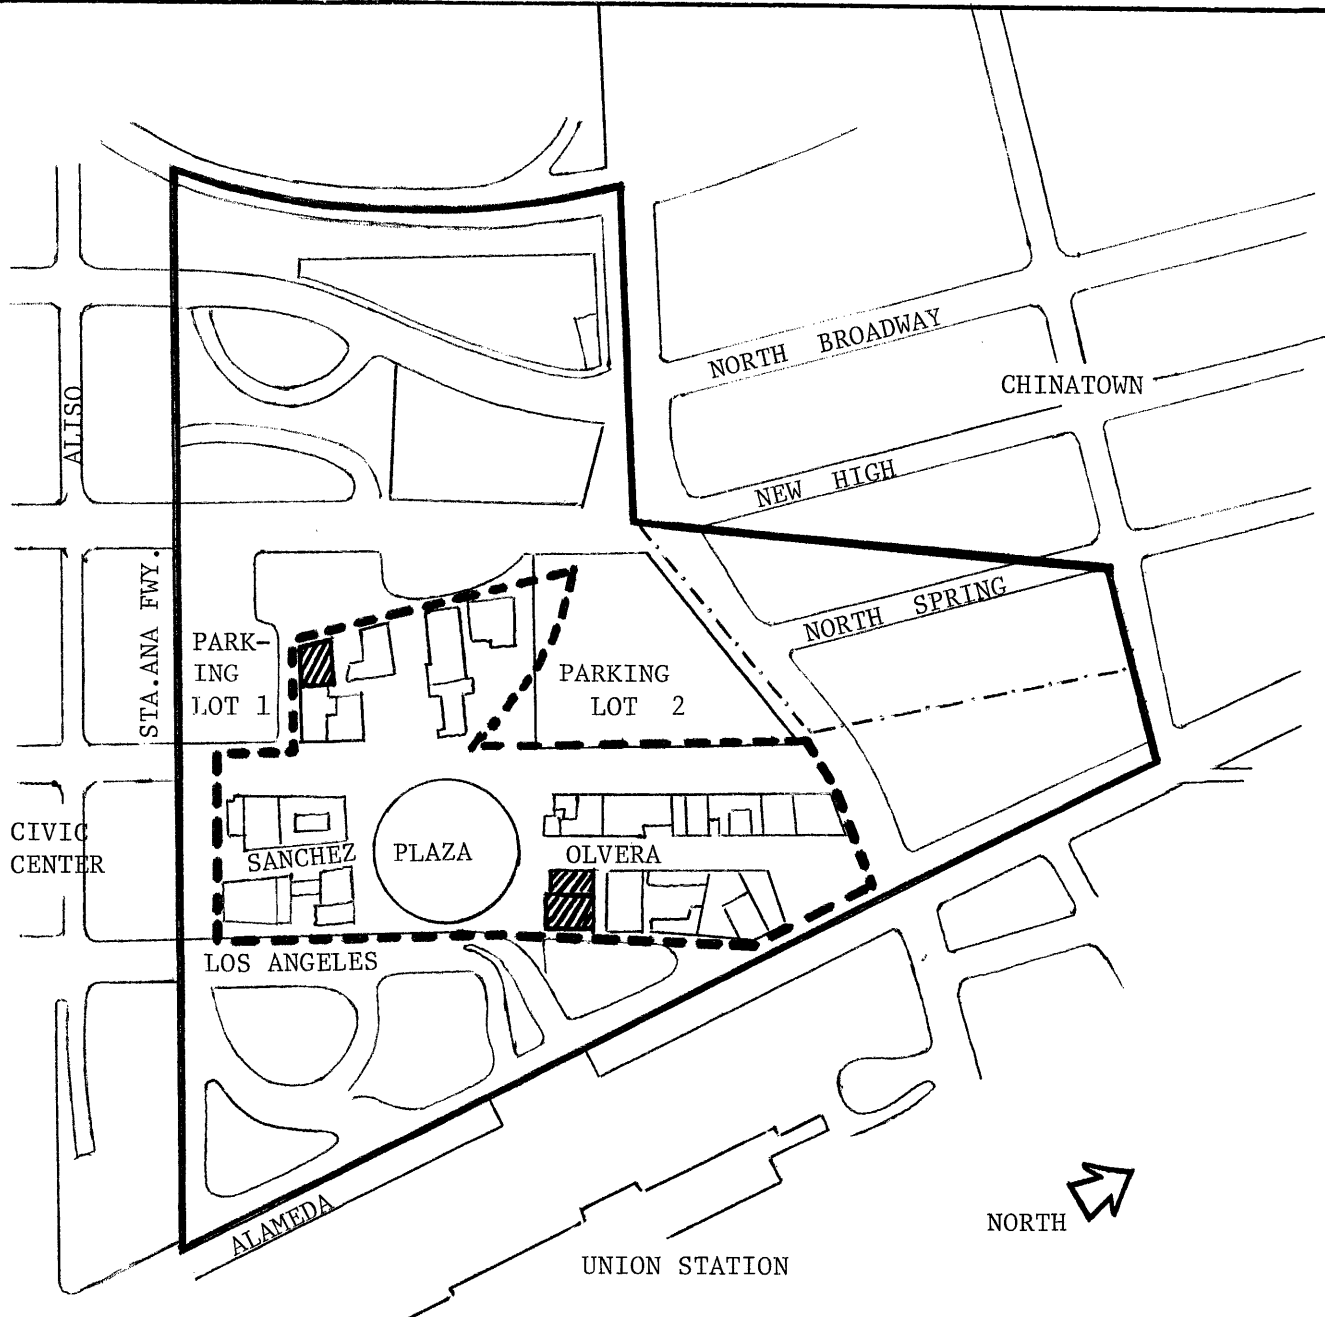 NORTH BROADWAY
CHINATOWN
ALISO
NEW HIGH
STA.ANA FWY.
NORTH SPRING
PARK-
ING
LOT 1
PARKING
LOT 2
CIVIC
CENTER
SANCHEZ
PLAZA
OLVERA
LOS ANGELES
ALAMEDA
NORTH
UNION STATION